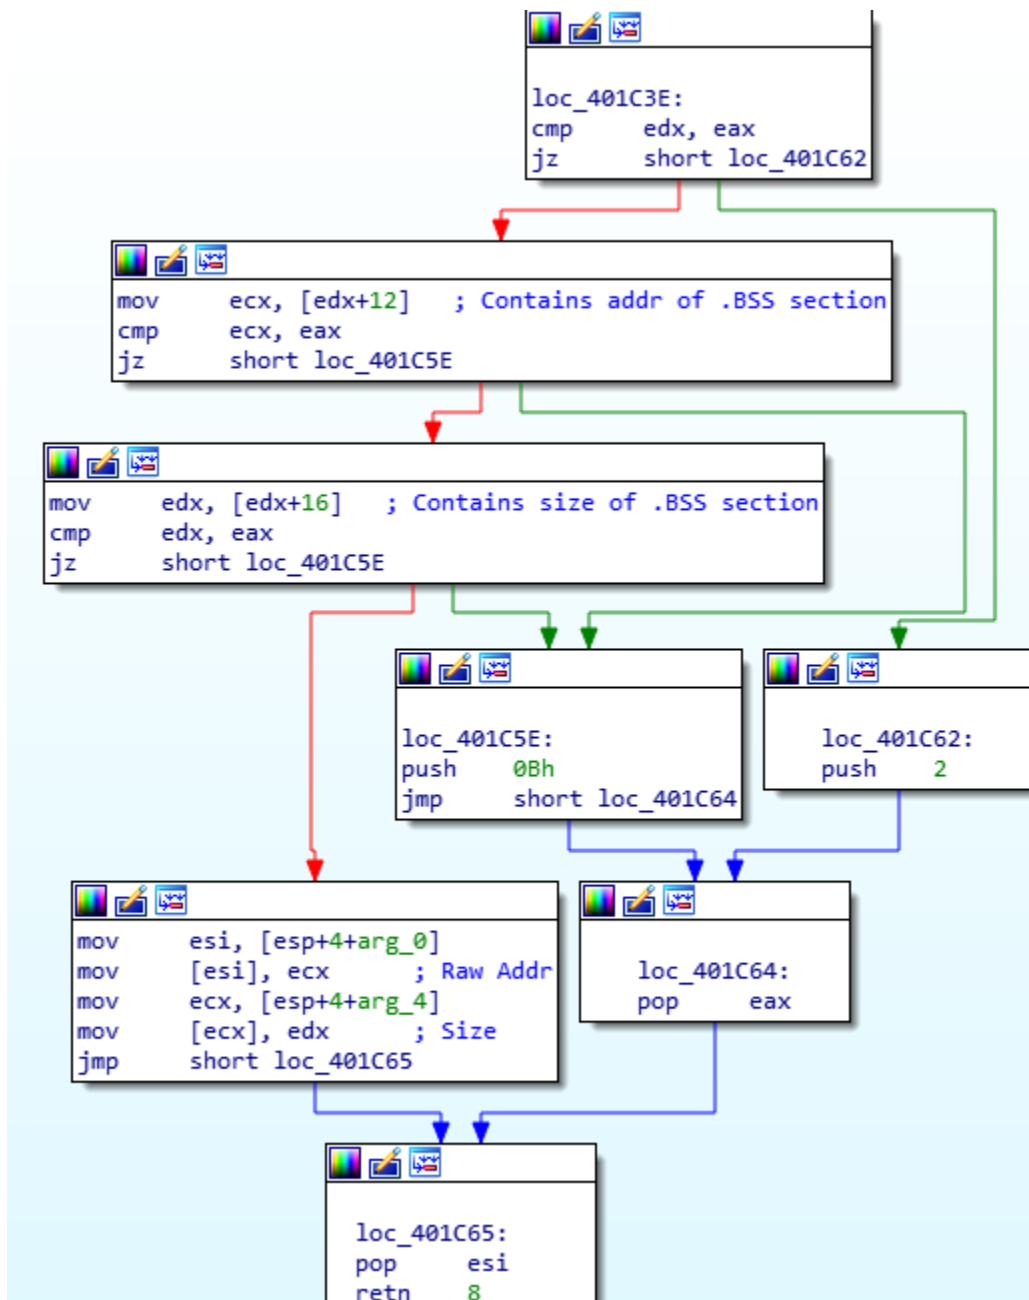 loc_401C3E:
cmp edx, eax
jz short loc_401C62
mov ecx, [edx+12] ; Contains addr of .BSS section
cmp ecx, eax
jz short loc_401C5E
mov edx, [edx+16] ; Contains size of .BSS section
cmp edx, eax
jz short loc_401C5E
loc_401C5E:
push 0Bh
jmp short loc_401C64
loc_401C62:
push 2
mov esi, [esp+4+arg_0]
mov [esi], ecx ; Raw Addr
mov ecx, [esp+4+arg_4]
mov [ecx], edx ; Size
jmp short loc_401C65
loc_401C64:
pop eax
loc_401C65:
pop esi
retn 8